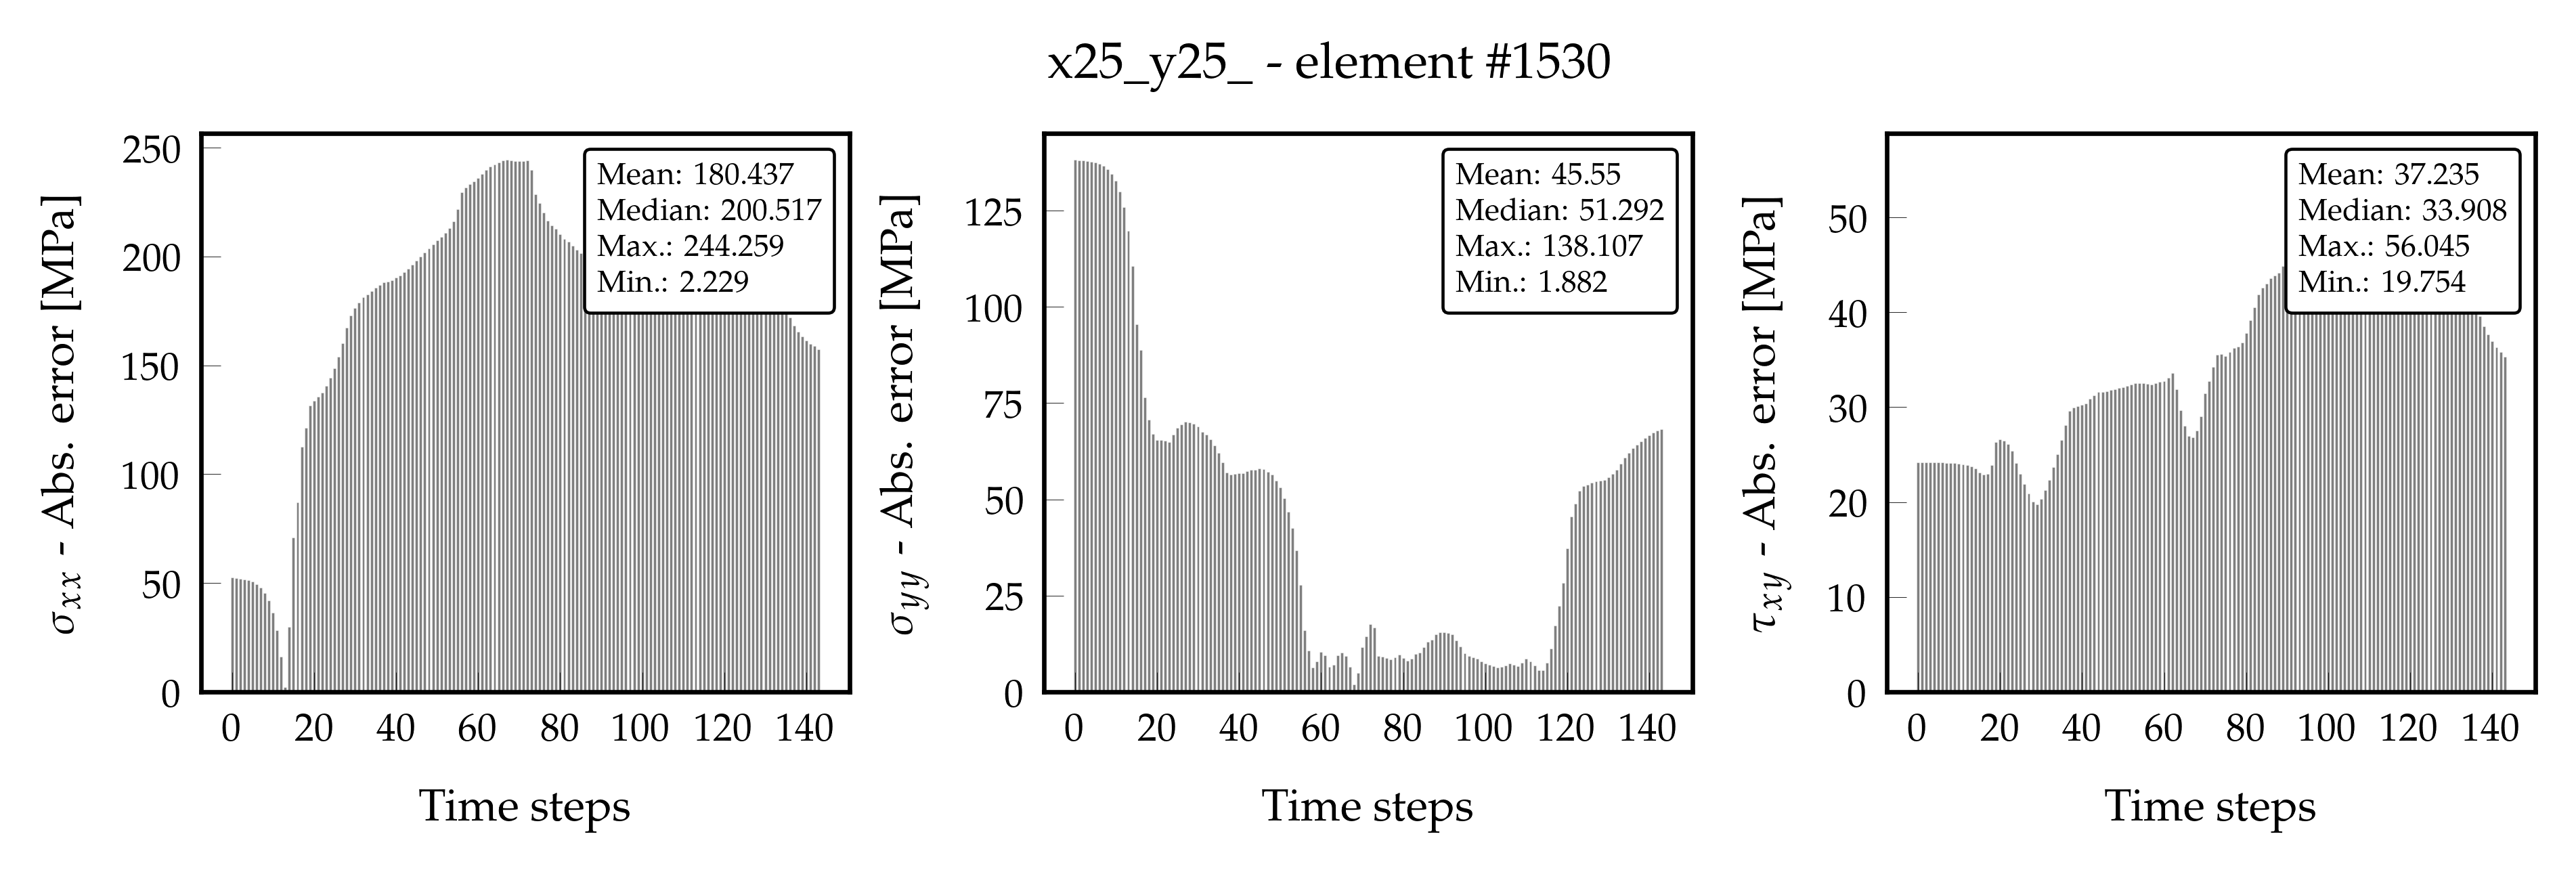 x25_y25_ - element #1530
σxx - Abs. error [MPa]
250
200
150
100
50
0
Mean: 180.437
Median: 200.517
Max.: 244.259
Min.: 2.229
0 20 40 60 80 100 120 140
Time steps
σyy - Abs. error [MPa]
125
100
75
50
25
0
Mean: 45.55
Median: 51.292
Max.: 138.107
Min.: 1.882
0 20 40 60 80 100 120 140
Time steps
τxy - Abs. error [MPa]
50
40
30
20
10
0
Mean: 37.235
Median: 33.908
Max.: 56.045
Min.: 19.754
0 20 40 60 80 100 120 140
Time steps